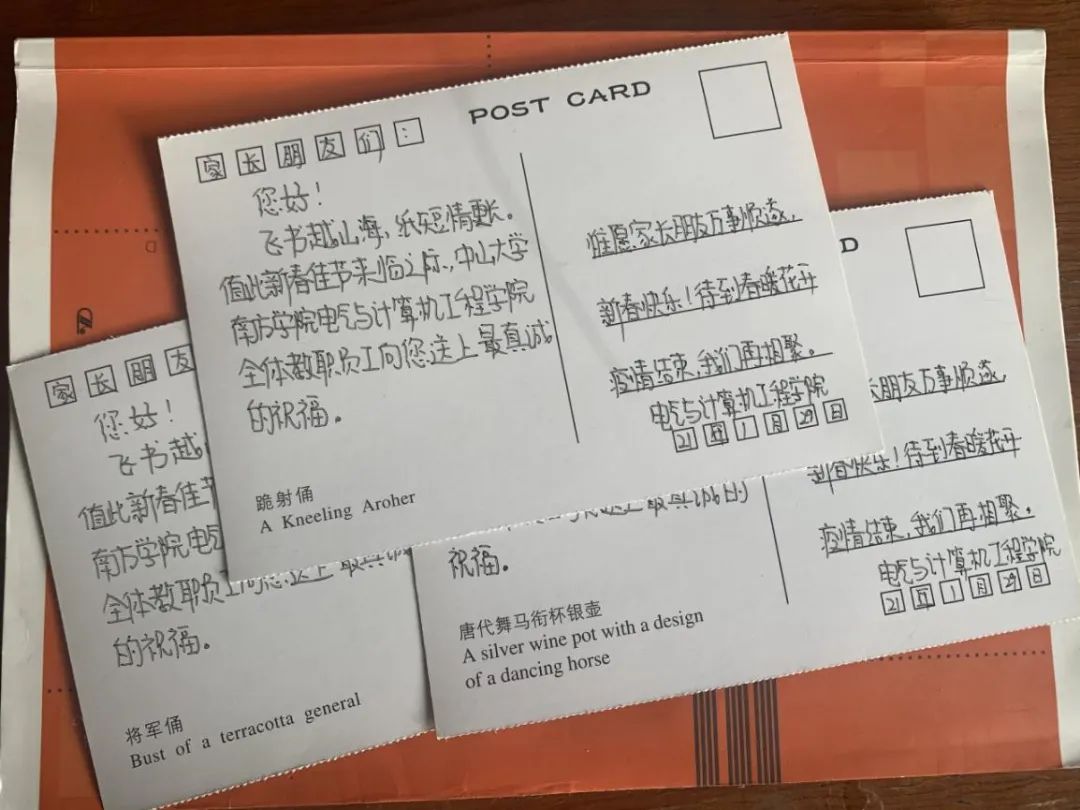 POST CARD
家长朋友们：
您好！
飞书越山海，纸短情重长。
值此新春佳节来临之际，中山大学
南方学院电气与计算机工程学院
全体教职员工向您送上最真诚
的祝福。
跪射俑
A Kneeling Aroher
惟愿家长朋友万事顺遂，
新春快乐！待到春暖花开
疫情结束，我们再相聚。
电气与计算机工程学院
21年1月29日
家长朋友
您好！
飞书越
值此新春佳节
南方学院电气
全体教职员工向您送上最真诚
的祝福。
将军俑
Bust of a terracotta general
D
长朋友万事顺遂，
新春快乐！待到春暖花开
疫情结束，我们再相聚。
电气与计算机工程学院
21年1月29日
祝福。
唐代舞马衔杯银壶
A silver wine pot with a design
of a dancing horse